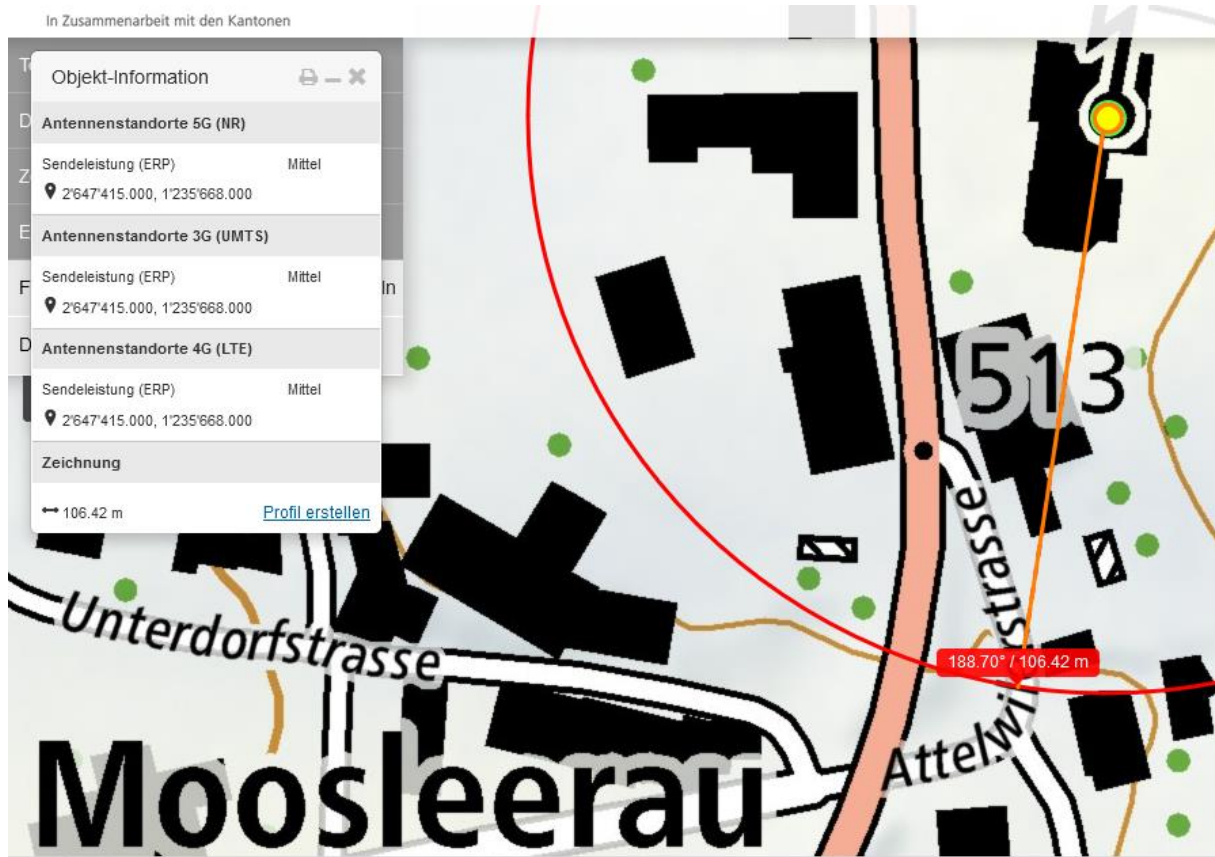 In Zusammenarbeit mit den Kantonen
Objekt-Information
Antennenstandorte 5G (NR)
Sendeleistung (ERP) Mittel
2'647'415.000, 1'235'668.000
Antennenstandorte 3G (UMTS)
Sendeleistung (ERP) Mittel
2'647'415.000, 1'235'668.000
Antennenstandorte 4G (LTE)
Sendeleistung (ERP) Mittel
2'647'415.000, 1'235'668.000
Zeichnung
106.42 m Profil erstellen
513
188.70° / 106.42 m
Unterdorfstrasse
Moosleerau